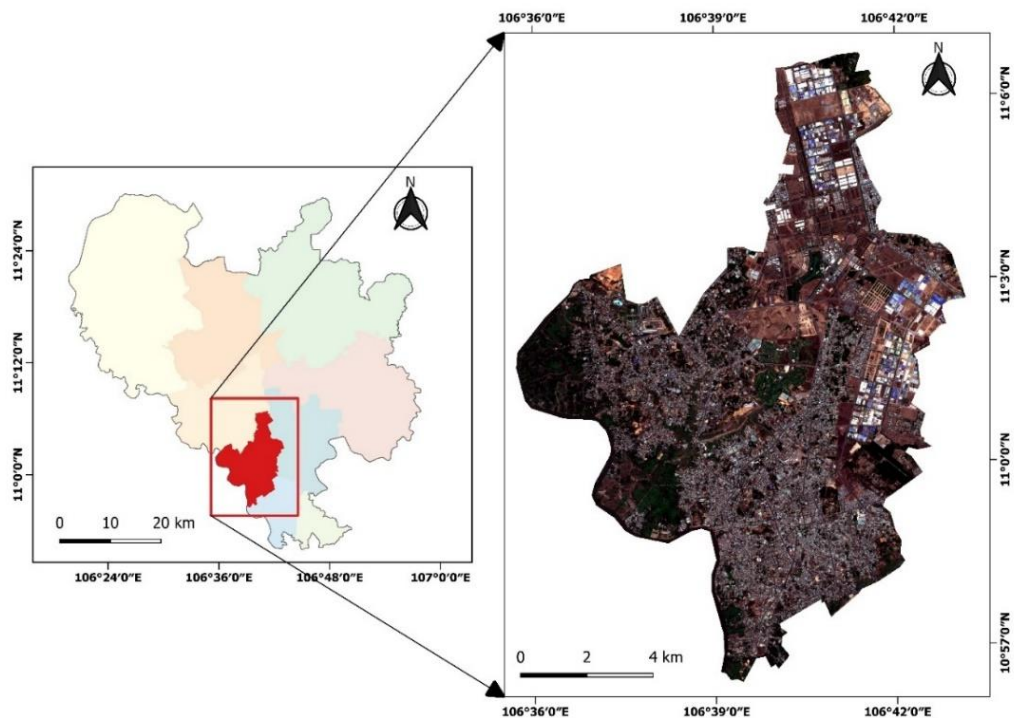 106°36′0″E 106°39′0″E 106°42′0″E
N
11°6′0″N
11°3′0″N
11°0′0″N
10°57′0″N
0 2 4 km
106°36′0″E 106°39′0″E 106°42′0″E
N
11°24′0″N
11°12′0″N
11°0′0″N
0 10 20 km
106°24′0″E 106°36′0″E 106°48′0″E 107°0′0″E